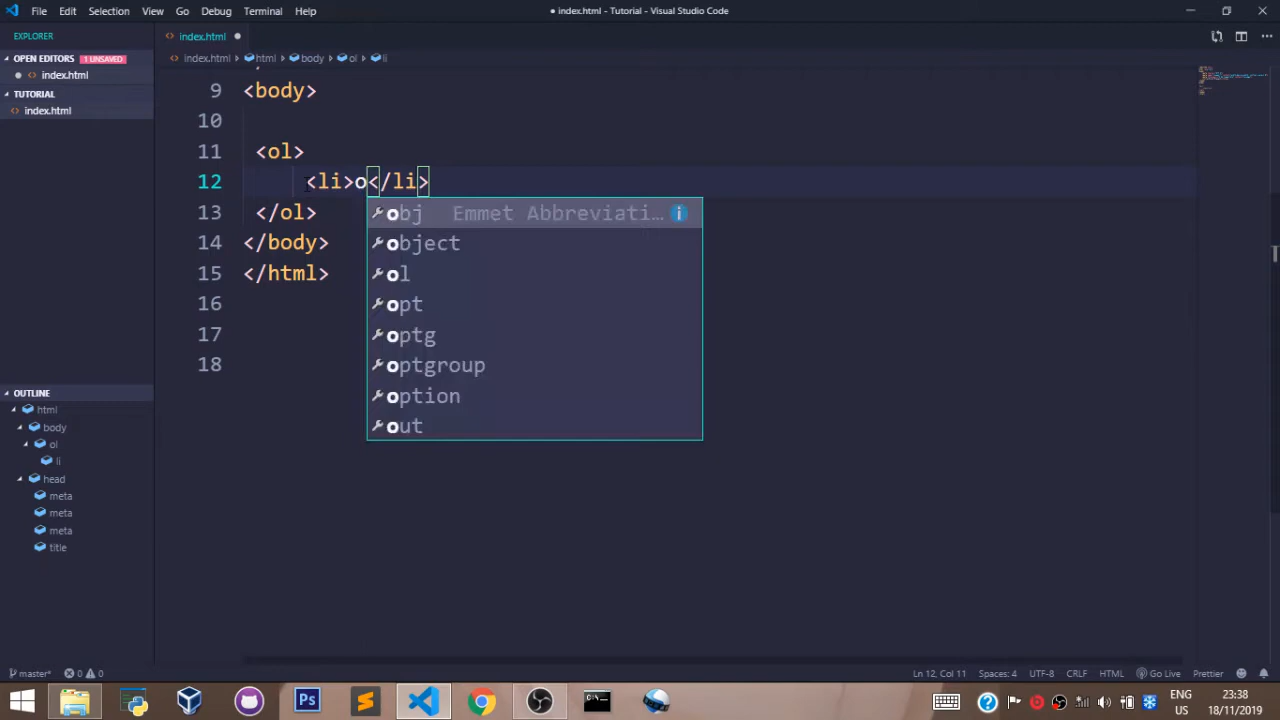 File Edit Selection View Go Debug Terminal Help
● index.html - Tutorial - Visual Studio Code
EXPLORER
OPEN EDITORS 1 UNSAVED
● index.html
TUTORIAL
index.html
OUTLINE
html
body
ol
li
head
meta
meta
meta
title
index.html ●
index.html › html › body › ol › li
9 <body>
10
11 <ol>
12 <li>o</li>
13 </ol>
14 </body>
15 </html>
16
17
18
obj Emmet Abbreviati…
object
ol
opt
optg
optgroup
option
out
master* 0 0 Ln 12, Col 11 Spaces: 4 UTF-8 CRLF HTML Go Live Prettier
Ps
ENG
US
23:38
18/11/2019